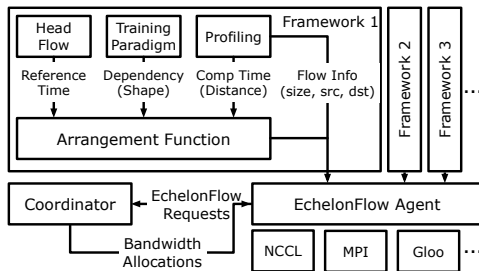 Head
Flow
Training
Paradigm
Profiling
Framework 1
Framework 2
Framework 3
Reference
Time
Dependency
(Shape)
Comp Time
(Distance)
Flow Info
(size, src, dst)
...
Arrangement Function
Coordinator
EchelonFlow
Requests
EchelonFlow Agent
Bandwidth
Allocations
NCCL
MPI
Gloo
...